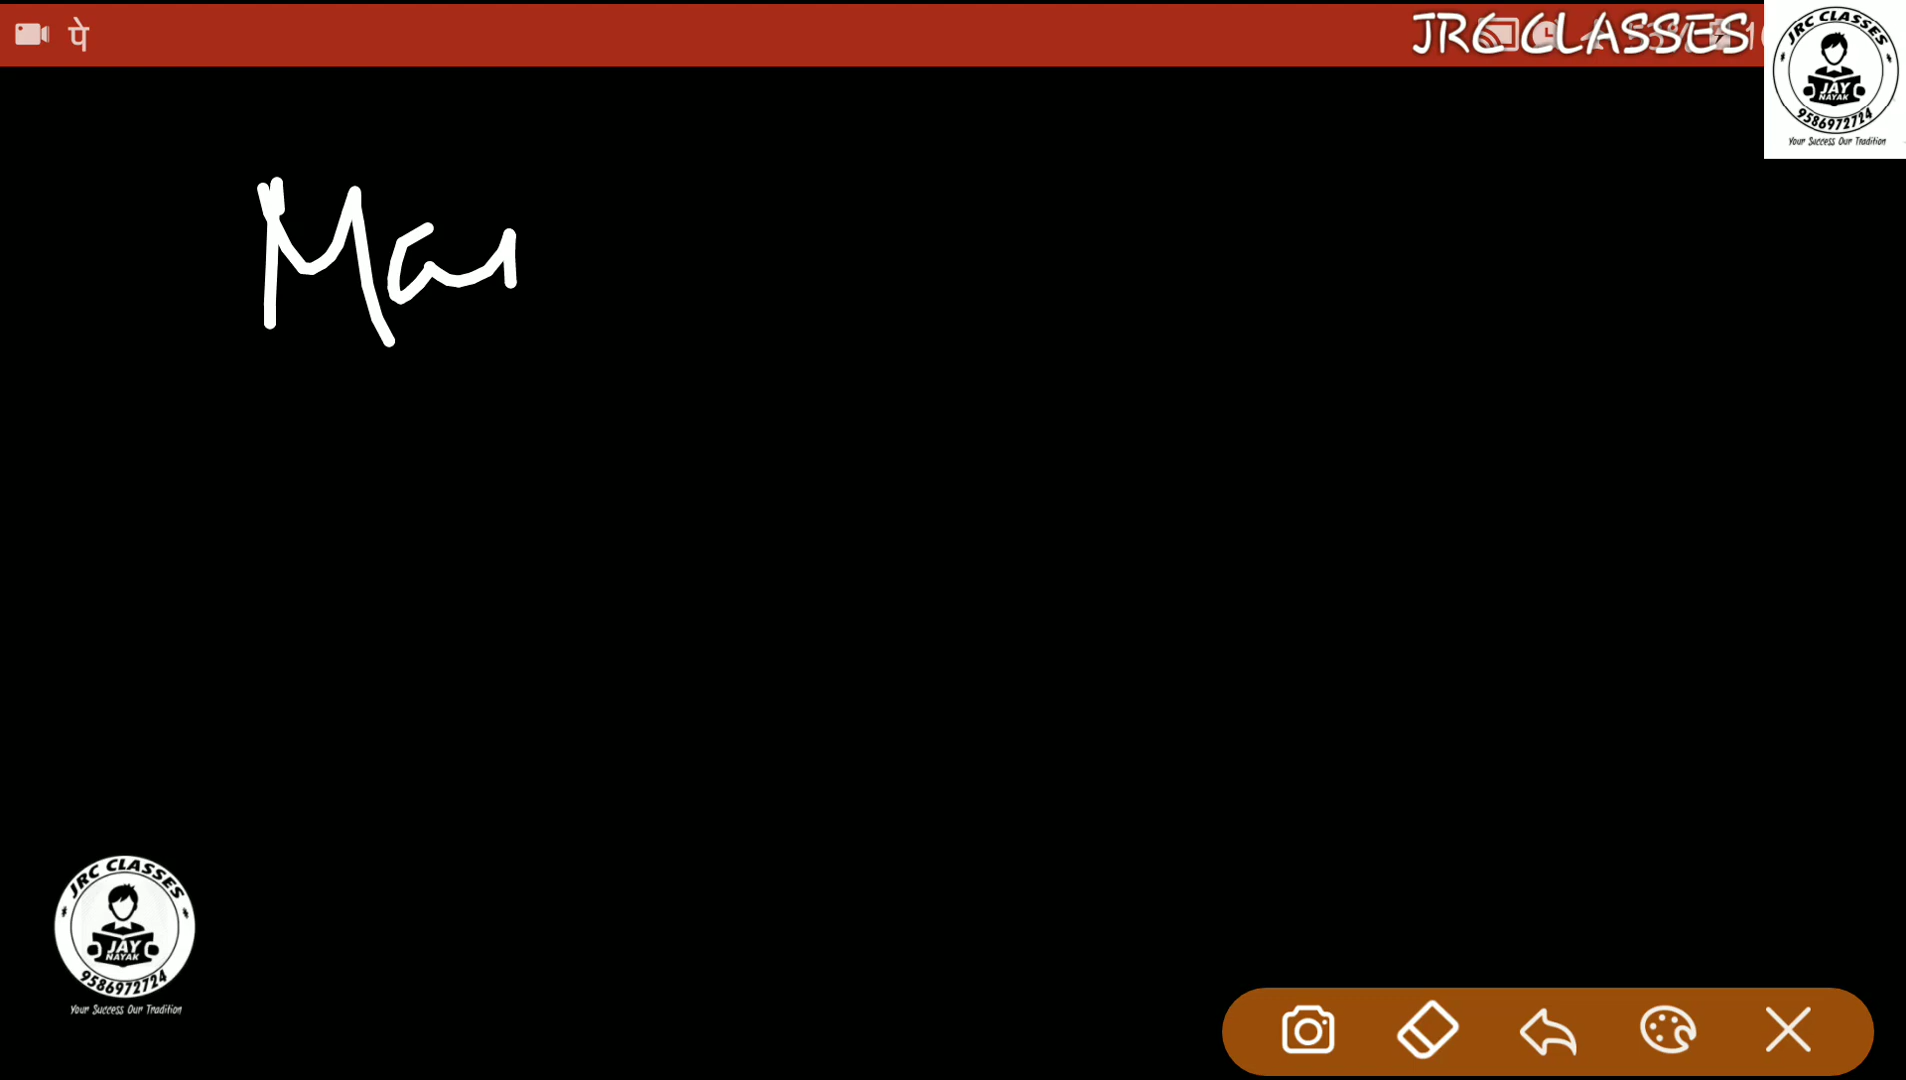 पे JRC CLASSES
JRC CLASSES
JAY
NAYAK
9586972724
Your Success Our Tradition
Mar
JRC CLASSES
JAY
NAYAK
9586972724
Your Success Our Tradition